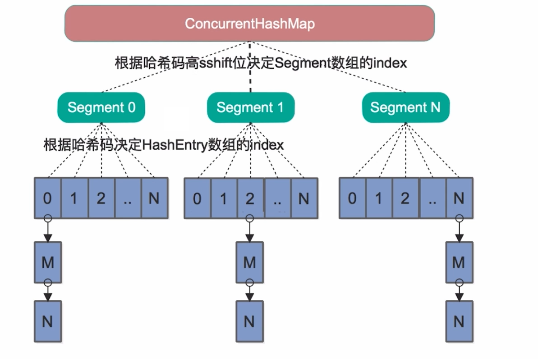 ConcurrentHashMap
根据哈希码高sshift位决定Segment数组的index
Segment 0 Segment 1 Segment N
根据哈希码决定HashEntry数组的index
0 1 2 .. N 0 1 2 .. N 0 1 2 .. N
M M M
N N N